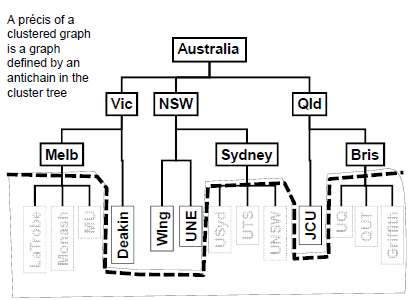 A précis of a
clustered graph
is a graph
defined by an
antichain in the
cluster tree
Australia
Vic
NSW
Qld
Melb
Sydney
Bris
LaTrobe
Monash
MU
Deakin
Wlng
UNE
USyd
UTS
UNSW
JCU
UQ
QUT
Griffith